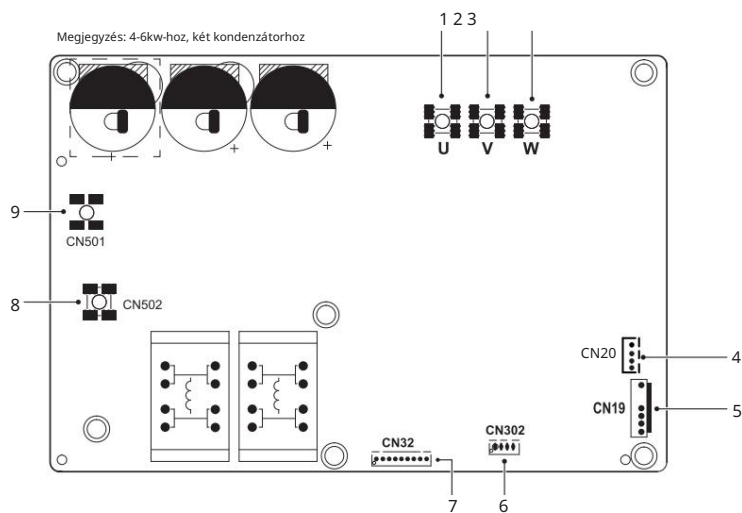 1 2 3
Megjegyzés: 4-6kw-hoz, két kondenzátorhoz
+
+
+
U
V
W
9
CN501
8
CN502
CN20
4
CN19
5
CN302
CN32
7
6